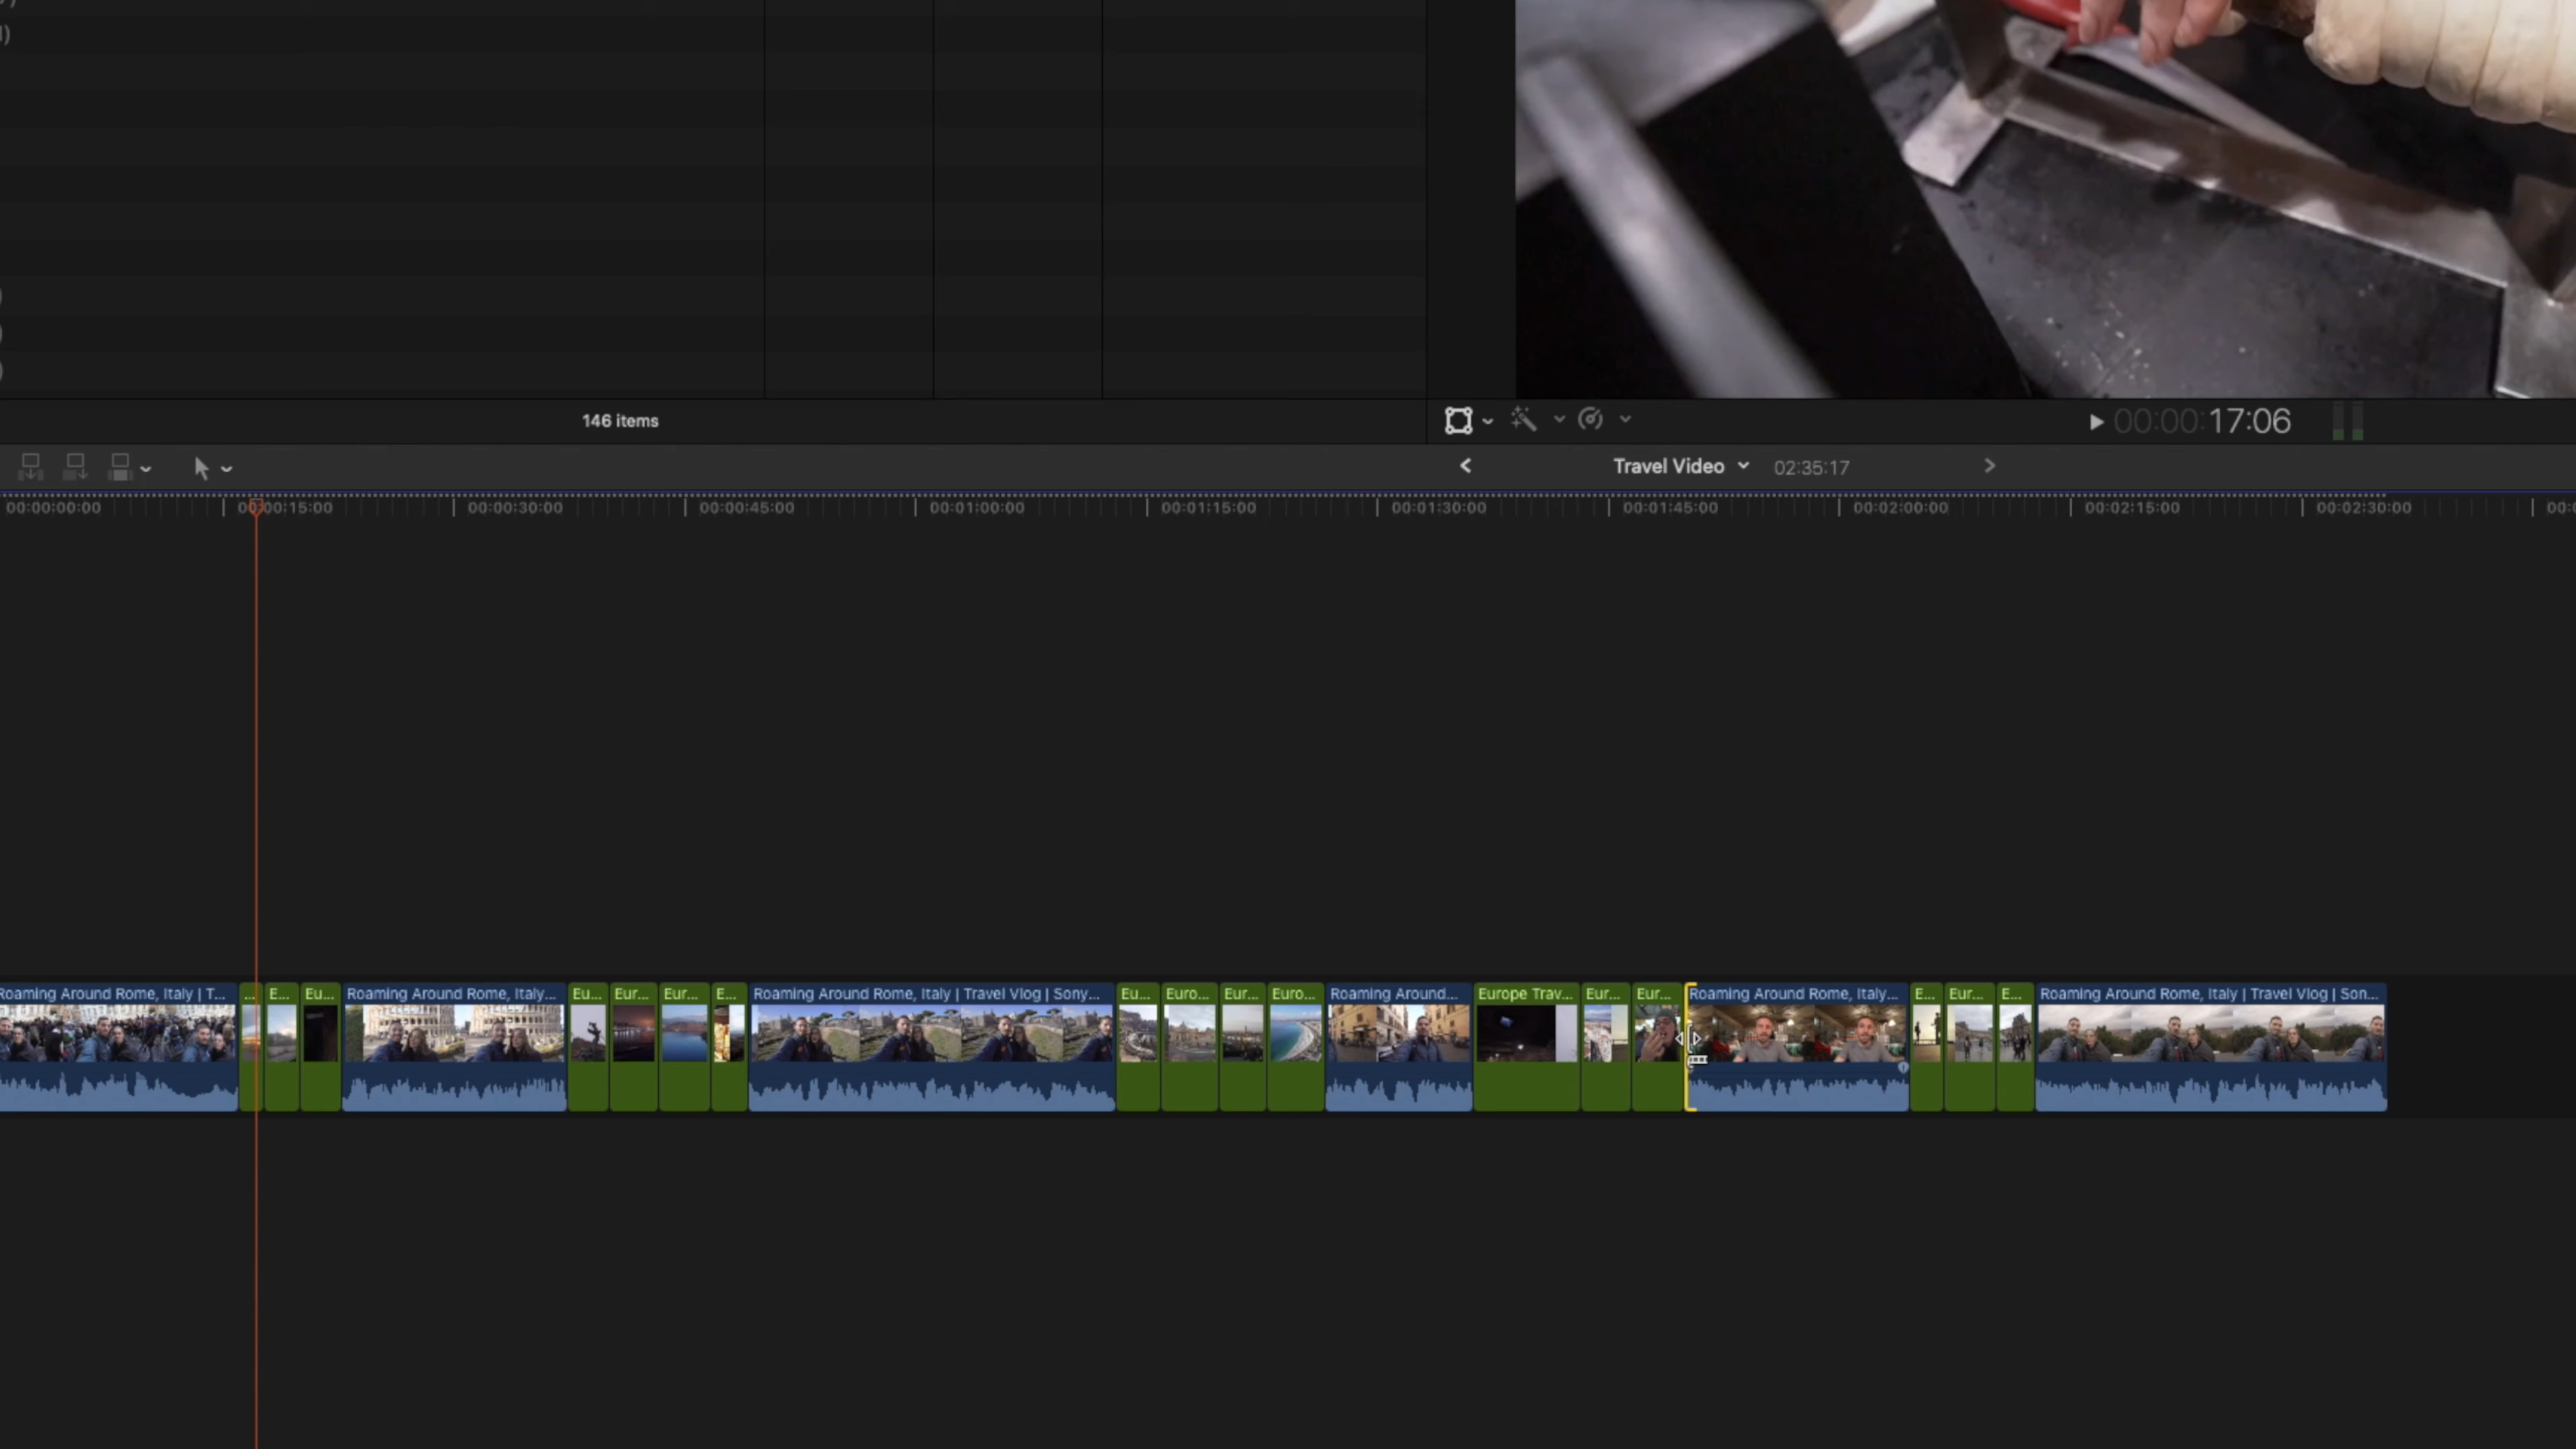 146 items
00:00:17:06
Travel Video 02:35:17
00:00:00:00 00:00:15:00 00:00:30:00 00:00:45:00 00:01:00:00 00:01:15:00 00:01:30:00 00:01:45:00 00:02:00:00 00:02:15:00 00:02:30:00
Roaming Around Rome, Italy | T... ... E... Eu... Roaming Around Rome, Italy... Eu... Eur... Eur... E... Roaming Around Rome, Italy | Travel Vlog | Sony... Eu... Euro... Eur... Euro... Roaming Around... Europe Trav... Eur... Eur... Roaming Around Rome, Italy... E... Eur... E... Roaming Around Rome, Italy | Travel Vlog | Son...